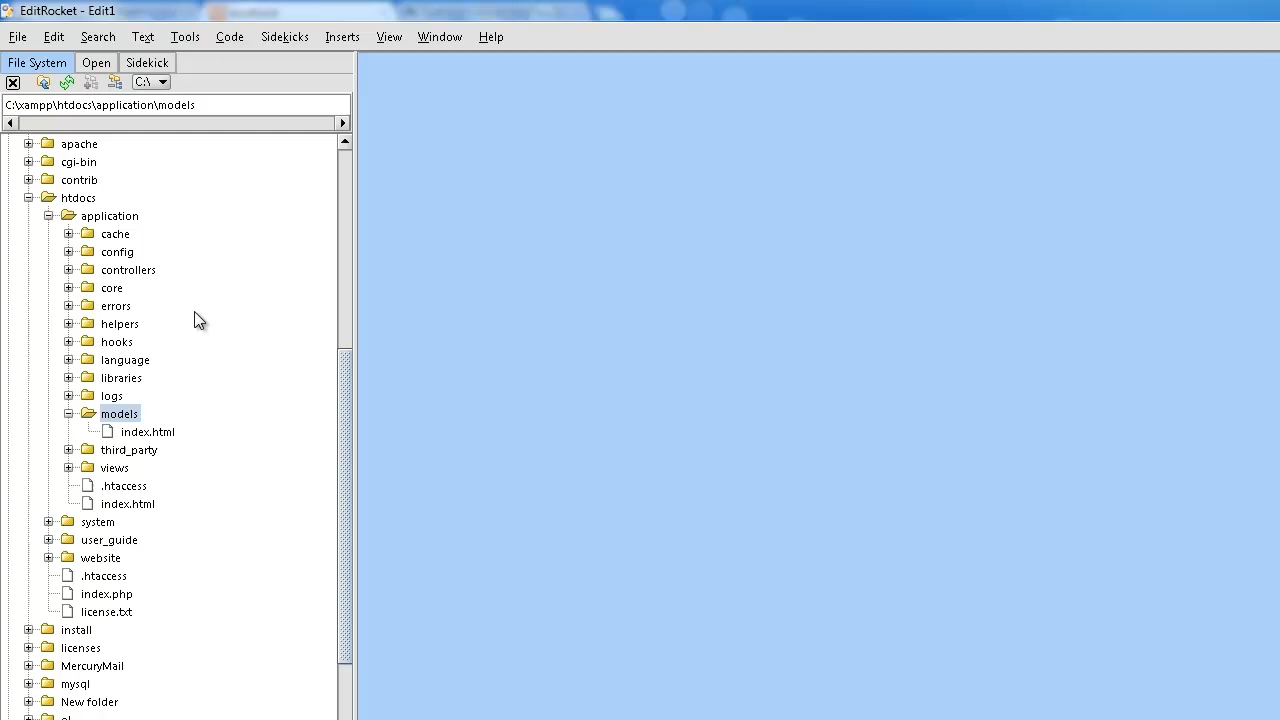 EditRocket - Edit1
File Edit Search Text Tools Code Sidekicks Inserts View Window Help
File System Open Sidekick
C:\
C:\xampp\htdocs\application\models
apache
cgi-bin
contrib
htdocs
application
cache
config
controllers
core
errors
helpers
hooks
language
libraries
logs
models
index.html
third_party
views
.htaccess
index.html
system
user_guide
website
.htaccess
index.php
license.txt
install
licenses
MercuryMail
mysql
New folder